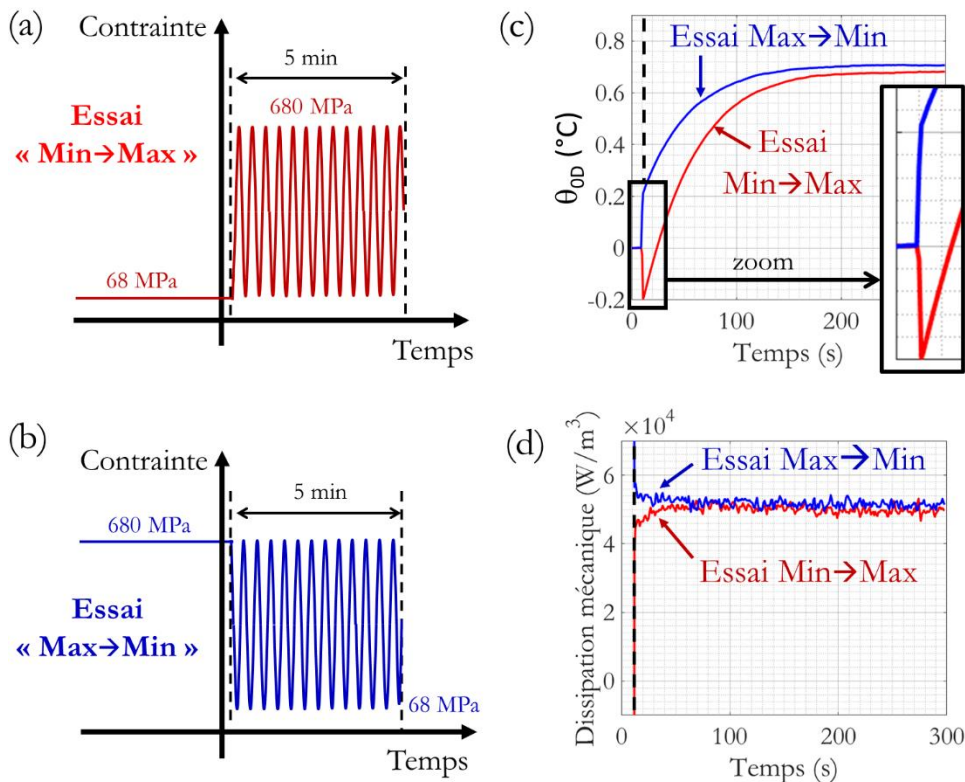 (a)
Contrainte
5 min
680 MPa
Essai
« Min→Max »
68 MPa
Temps
(b)
Contrainte
5 min
680 MPa
Essai
« Max→Min »
68 MPa
Temps
(c)
θ0D (°C)
0.8
0.6
0.4
0.2
0
-0.2
Essai Max→Min
Essai
Min→Max
zoom
0
100
200
Temps (s)
(d)
×10⁴
Dissipation mécanique (W/m³)
6
4
2
0
Essai Max→Min
Essai Min→Max
0
100
200
300
Temps (s)